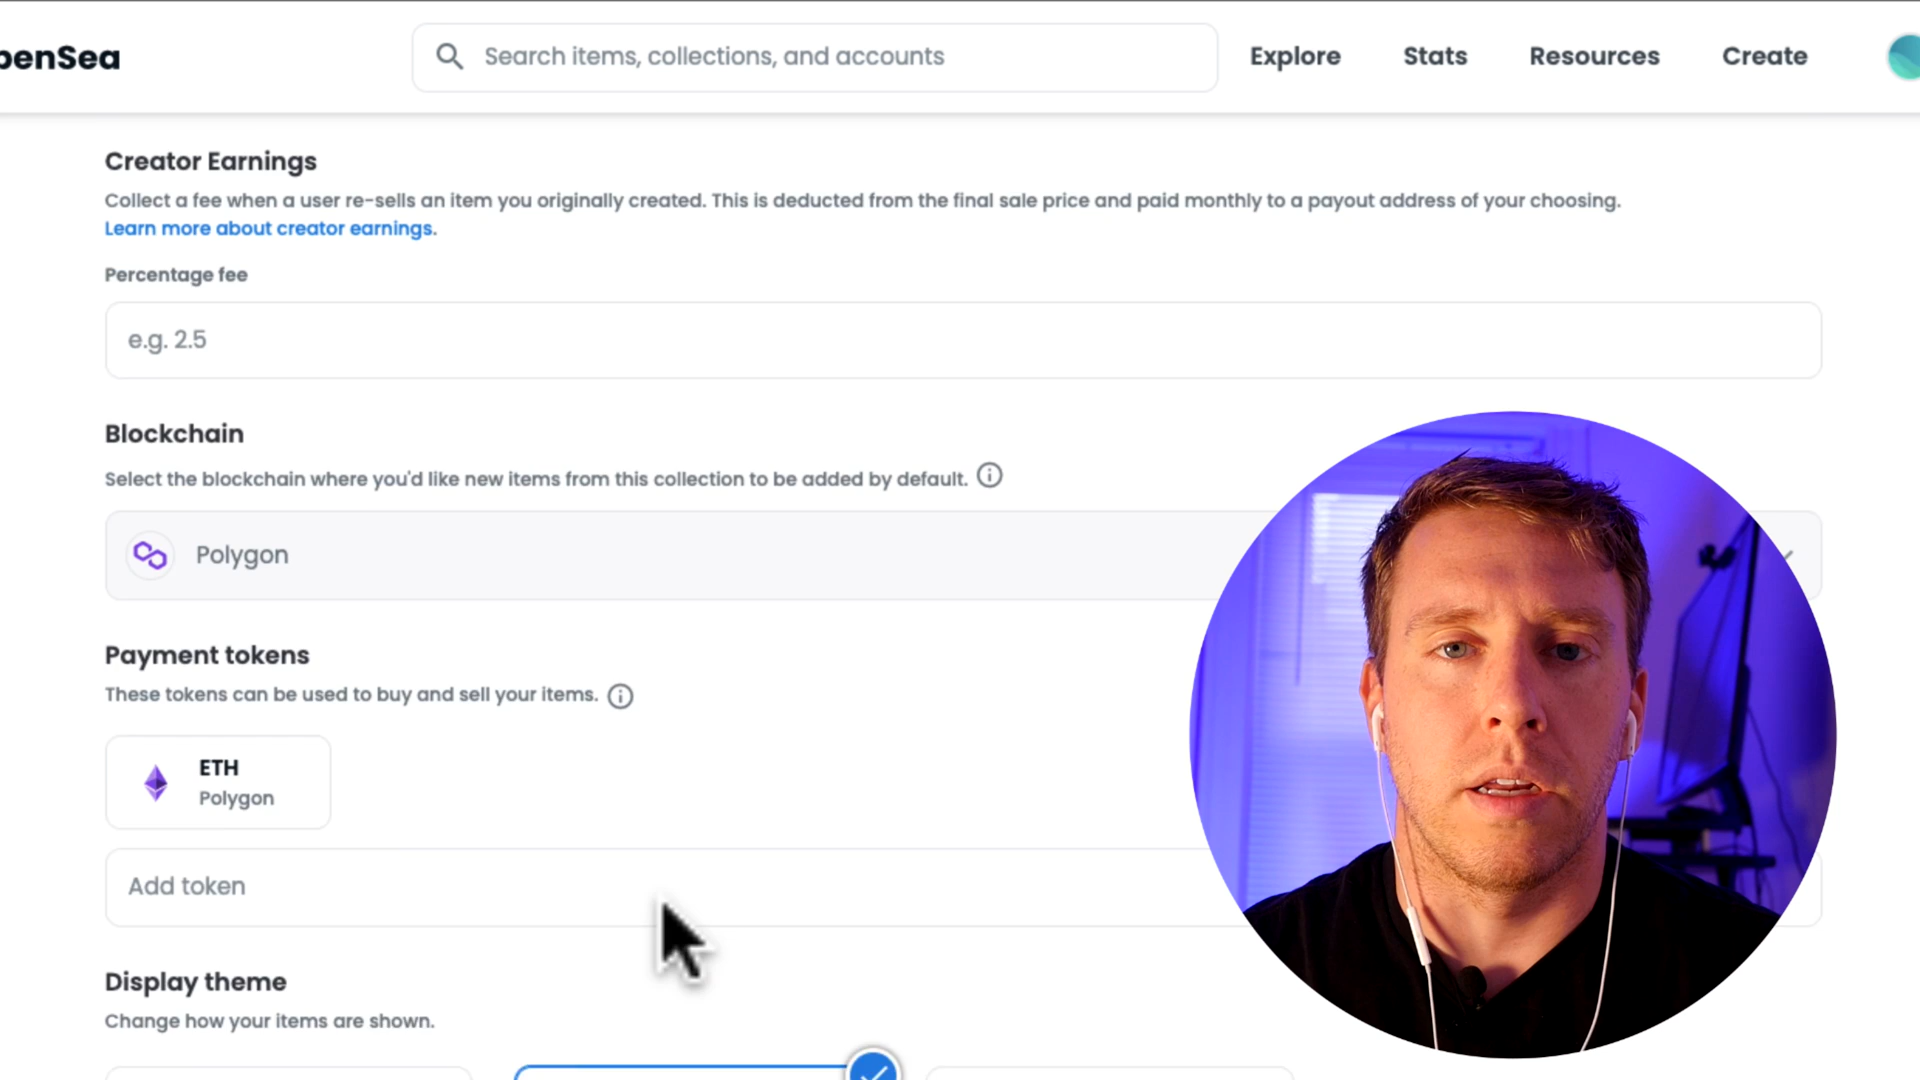 penSea
Search items, collections, and accounts
Explore
Stats
Resources
Create
Creator Earnings
Collect a fee when a user re-sells an item you originally created. This is deducted from the final sale price and paid monthly to a payout address of your choosing.
Learn more about creator earnings.
Percentage fee
e.g. 2.5
Blockchain
Select the blockchain where you'd like new items from this collection to be added by default.
Polygon
Payment tokens
These tokens can be used to buy and sell your items.
ETH
Polygon
Add token
Display theme
Change how your items are shown.